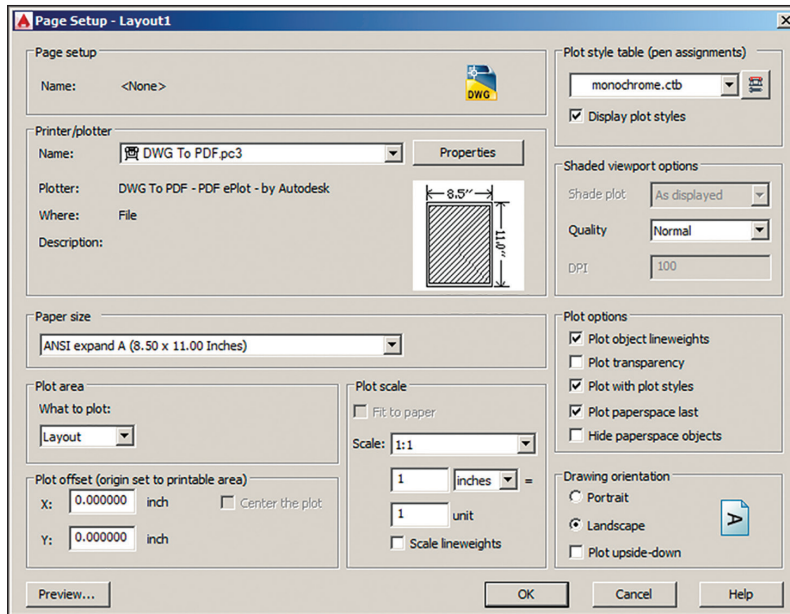 Page Setup - Layout1
Page setup
Name: <None>
DWG
Printer/plotter
Name: DWG To PDF.pc3
Properties
Plotter: DWG To PDF - PDF ePlot - by Autodesk
Where: File
Description:
8.5"
11.0"
Paper size
ANSI expand A (8.50 x 11.00 Inches)
Plot area
What to plot:
Layout
Plot offset (origin set to printable area)
X: 0.000000 inch
Center the plot
Y: 0.000000 inch
Plot scale
Fit to paper
Scale: 1:1
1 inches =
1 unit
Scale lineweights
Plot style table (pen assignments)
monochrome.ctb
Display plot styles
Shaded viewport options
Shade plot As displayed
Quality Normal
DPI 100
Plot options
Plot object lineweights
Plot transparency
Plot with plot styles
Plot paperspace last
Hide paperspace objects
Drawing orientation
Portrait
Landscape
A
Plot upside-down
Preview...
OK
Cancel
Help